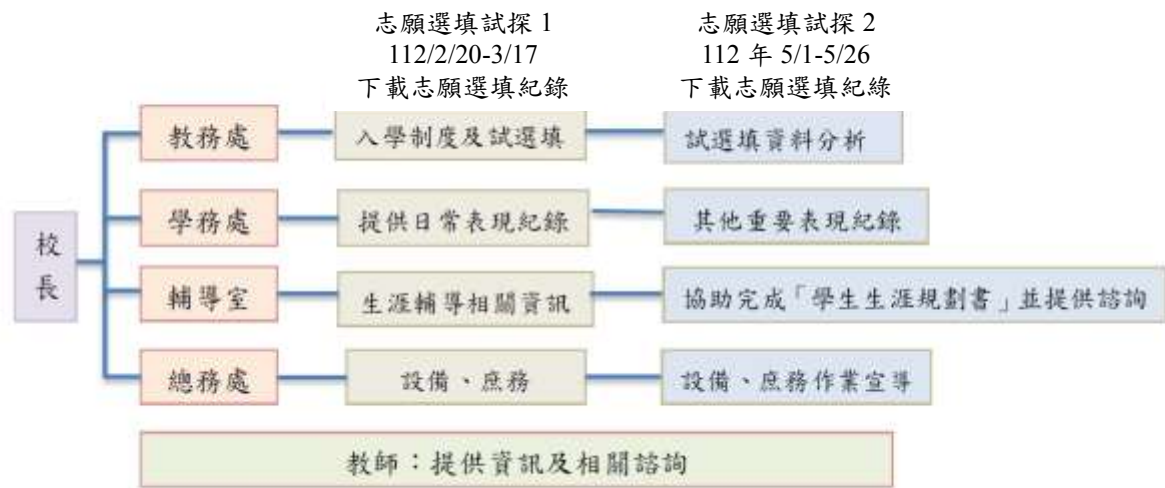 志願選填試探 1
112/2/20-3/17
下載志願選填紀錄
志願選填試探 2
112 年 5/1-5/26
下載志願選填紀綠
校長
教務處
入學制度及試選填
試選填資料分析
學務處
提供日常表現紀錄
其他重要表現紀錄
輔導室
生涯輔導相關資訊
協助完成「學生生涯規劃書」並提供諮詢
總務處
設備、庶務
設備、庶務作業宣導
教師：提供資訊及相關諮詢